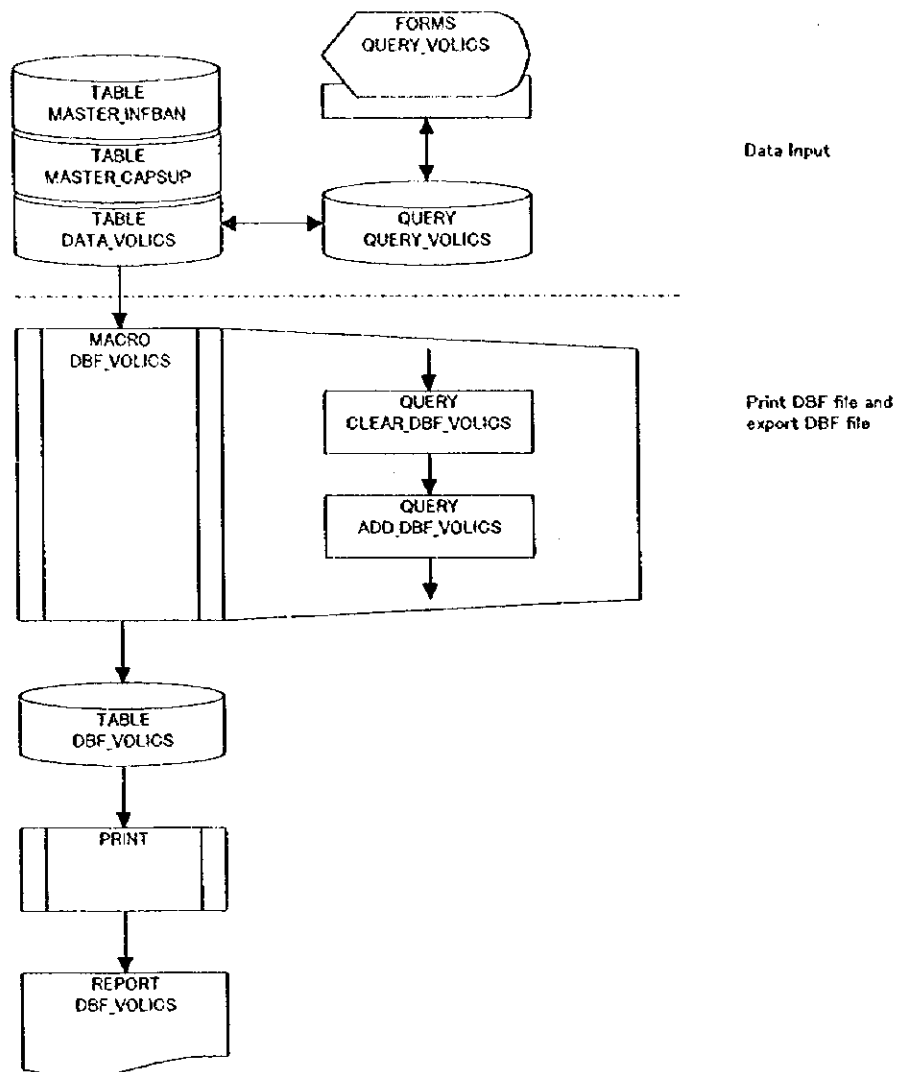 FORMS
QUERY_VOLICS
TABLE
MASTER_INFBAN
TABLE
MASTER_CAPSUP
TABLE
DATA_VOLICS
QUERY
QUERY_VOLICS
Data Input
MACRO
DBF_VOLICS
QUERY
CLEAR_DBF_VOLICS
QUERY
ADD_DBF_VOLICS
Print DBF file and
export DBF file
TABLE
DBF_VOLICS
PRINT
REPORT
DBF_VOLICS